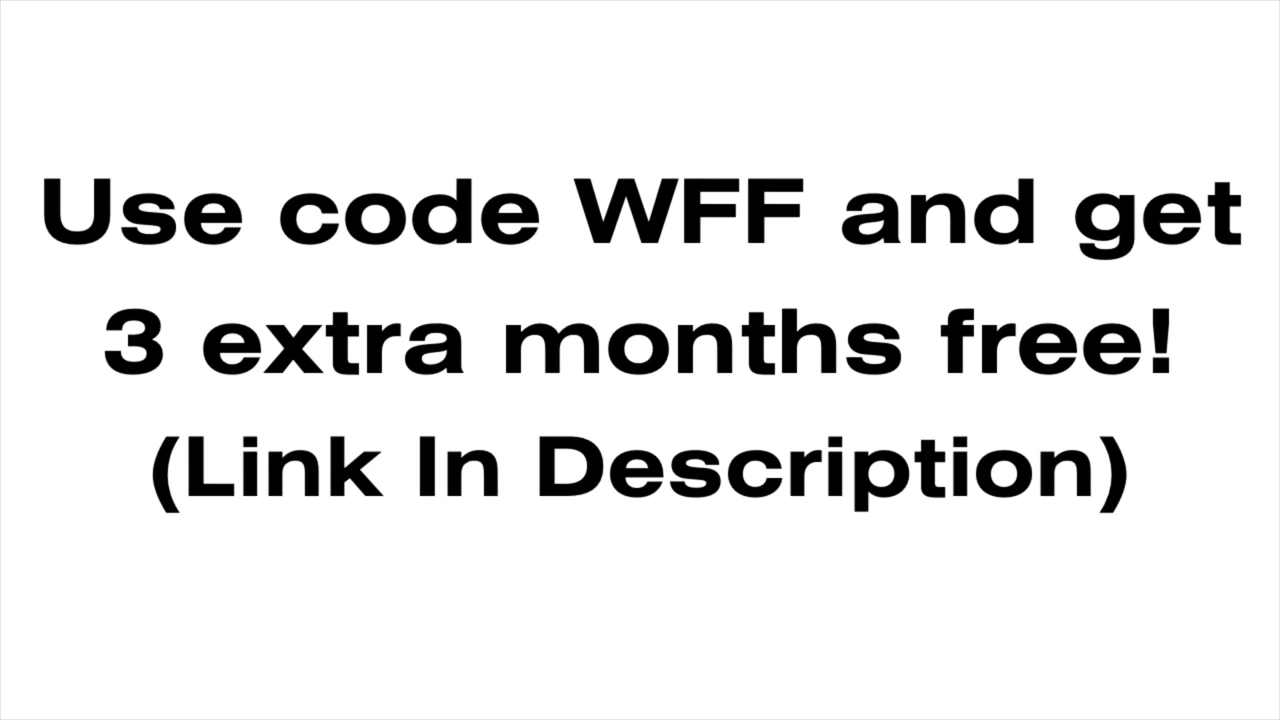 Use code WFF and get
3 extra months free!
(Link In Description)